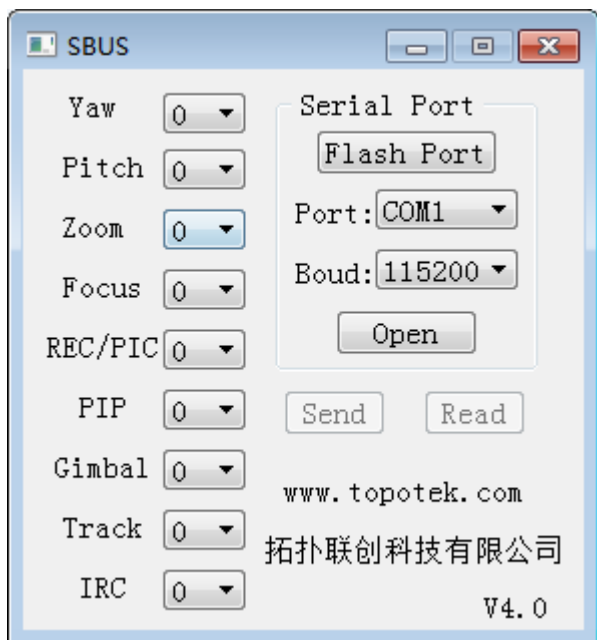 SBUS
Yaw 0
Pitch 0
Zoom 0
Focus 0
REC/PIC 0
PIP 0
Gimbal 0
Track 0
IRC 0
Serial Port
Flash Port
Port: COM1
Boud: 115200
Open
Send Read
www.topotek.com
拓扑联创科技有限公司
V4.0